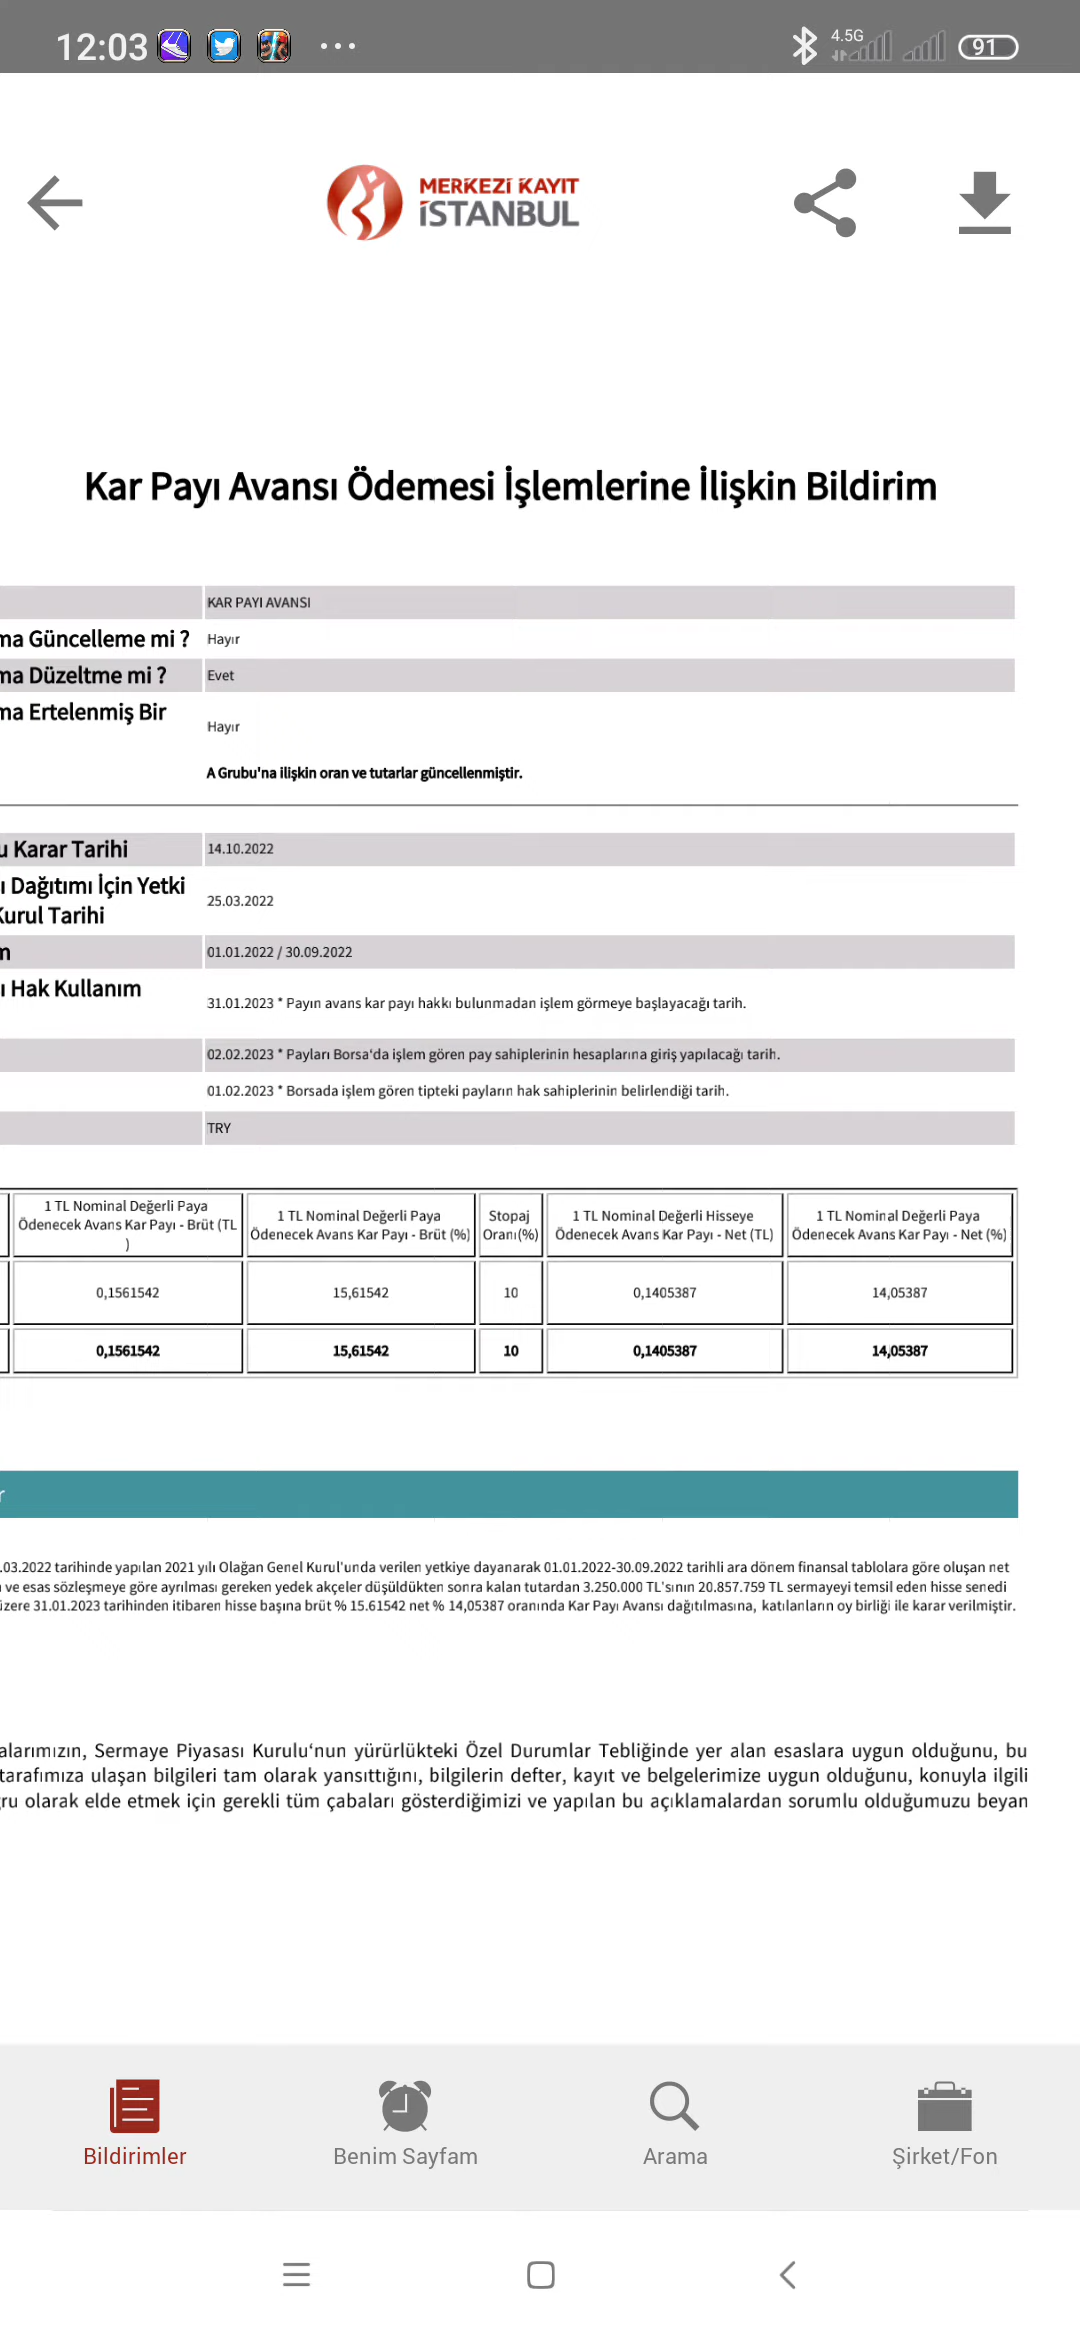 12:03
4.5G
91
MERKEZİ KAYIT
İSTANBUL
Kar Payı Avansı Ödemesi İşlemlerine İlişkin Bildirim
KAR PAYI AVANSI
ma Güncelleme mi ? Hayır
ma Düzeltme mi ? Evet
ma Ertelenmiş Bir
Hayır
A Grubu'na ilişkin oran ve tutarlar güncellenmiştir.
u Karar Tarihi 14.10.2022
ı Dağıtımı İçin Yetki
Kurul Tarihi
25.03.2022
m 01.01.2022 / 30.09.2022
ı Hak Kullanım
31.01.2023 * Payın avans kar payı hakkı bulunmadan işlem görmeye başlayacağı tarih.
02.02.2023 * Payları Borsa'da işlem gören pay sahiplerinin hesaplarına giriş yapılacağı tarih.
01.02.2023 * Borsada işlem gören tipteki payların hak sahiplerinin belirlendiği tarih.
TRY
1 TL Nominal Değerli Paya
Ödenecek Avans Kar Payı - Brüt (TL
)
1 TL Nominal Değerli Paya
Ödenecek Avans Kar Payı - Brüt (%)
Stopaj
Oranı(%)
1 TL Nominal Değerli Hisseye
Ödenecek Avans Kar Payı - Net (TL)
1 TL Nominal Değerli Paya
Ödenecek Avans Kar Payı - Net (%)
0,1561542 15,61542 10 0,1405387 14,05387
0,1561542 15,61542 10 0,1405387 14,05387
r
.03.2022 tarihinde yapılan 2021 yılı Olağan Genel Kurul'unda verilen yetkiye dayanarak 01.01.2022-30.09.2022 tarihli ara dönem finansal tablolara göre oluşan net
ı ve esas sözleşmeye göre ayrılması gereken yedek akçeler düşüldükten sonra kalan tutardan 3.250.000 TL'sının 20.857.759 TL sermayeyi temsil eden hisse senedi
üzere 31.01.2023 tarihinden itibaren hisse başına brüt % 15.61542 net % 14,05387 oranında Kar Payı Avansı dağıtılmasına, katılanların oy birliği ile karar verilmiştir.
alarımızın, Sermaye Piyasası Kurulu'nun yürürlükteki Özel Durumlar Tebliğinde yer alan esaslara uygun olduğunu, bu
tarafımıza ulaşan bilgileri tam olarak yansıttığını, bilgilerin defter, kayıt ve belgelerimize uygun olduğunu, konuyla ilgili
ğru olarak elde etmek için gerekli tüm çabaları gösterdiğimizi ve yapılan bu açıklamalardan sorumlu olduğumuzu beyan
Bildirimler
Benim Sayfam
Arama
Şirket/Fon